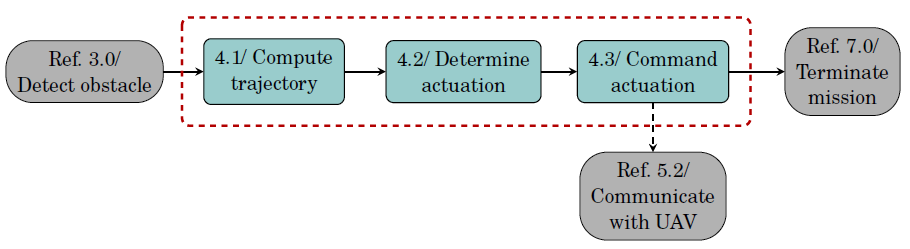 Ref. 3.0/
Detect obstacle
4.1/ Compute
trajectory
4.2/ Determine
actuation
4.3/ Command
actuation
Ref. 7.0/
Terminate
mission
Ref. 5.2/
Communicate
with UAV